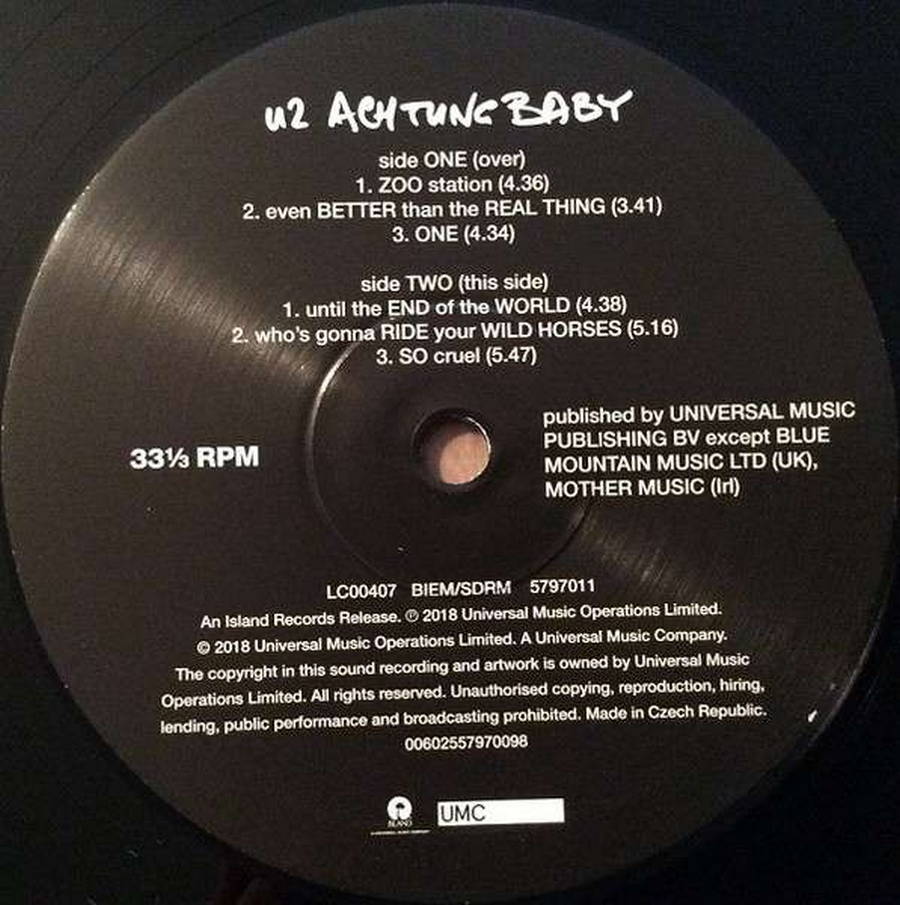 u2 ACHTUNG BABY
side ONE (over)
1. ZOO station (4.36)
2. even BETTER than the REAL THING (3.41)
3. ONE (4.34)
side TWO (this side)
1. until the END of the WORLD (4.38)
2. who's gonna RIDE your WILD HORSES (5.16)
3. SO cruel (5.47)
33⅓ RPM
published by UNIVERSAL MUSIC
PUBLISHING BV except BLUE
MOUNTAIN MUSIC LTD (UK),
MOTHER MUSIC (Irl)
LC00407 BIEM/SDRM 5797011
An Island Records Release. ℗ 2018 Universal Music Operations Limited.
© 2018 Universal Music Operations Limited. A Universal Music Company.
The copyright in this sound recording and artwork is owned by Universal Music
Operations Limited. All rights reserved. Unauthorised copying, reproduction, hiring,
lending, public performance and broadcasting prohibited. Made in Czech Republic.
00602557970098
ISLAND
UMC